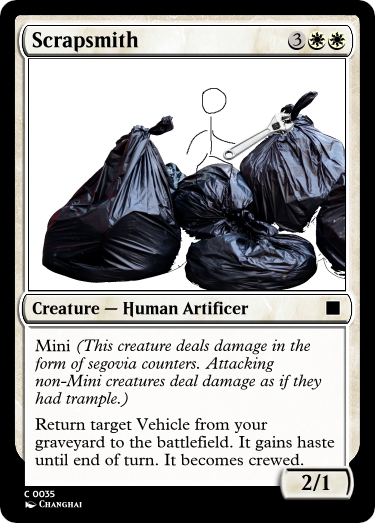 Scrapsmith 3
Creature — Human Artificer
Mini (This creature deals damage in the
form of segovia counters. Attacking
non-Mini creatures deal damage as if they
had trample.)
Return target Vehicle from your
graveyard to the battlefield. It gains haste
until end of turn. It becomes crewed.
2/1
C 0035
Changhai